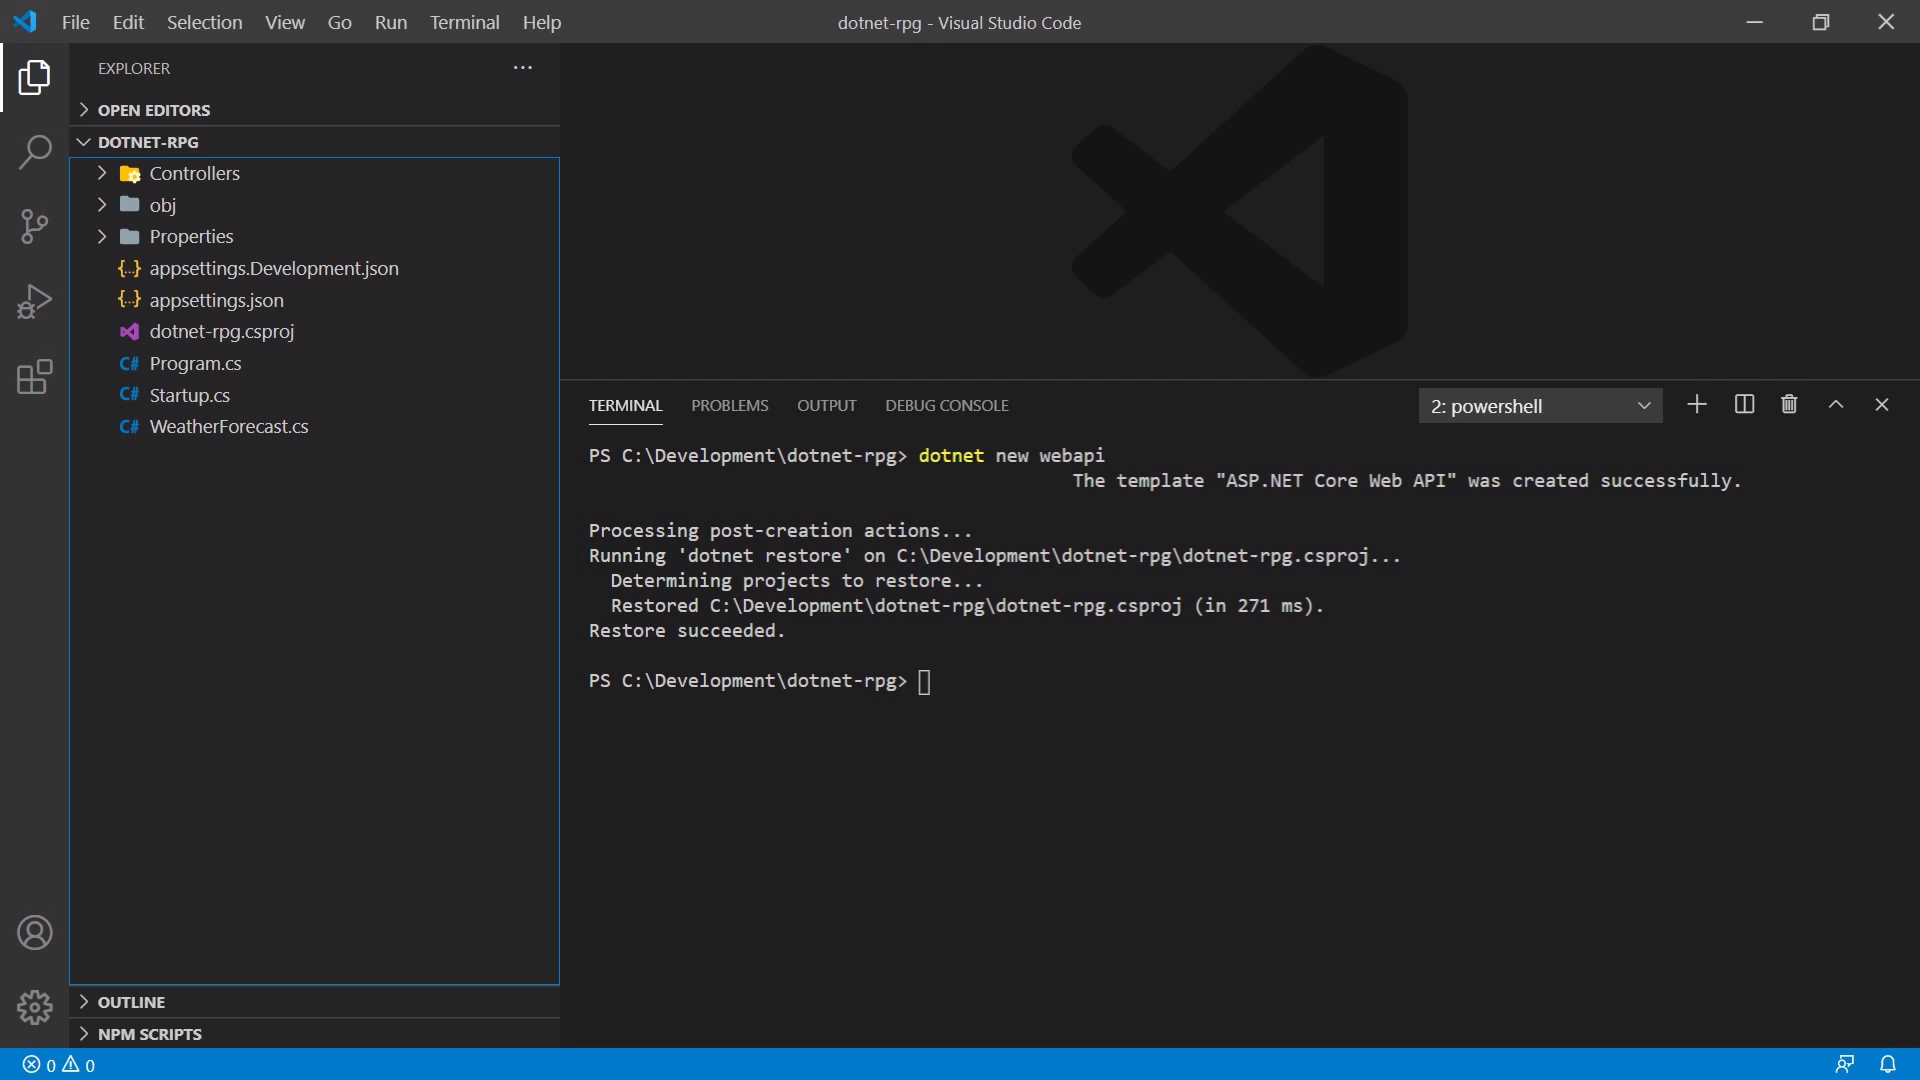 File Edit Selection View Go Run Terminal Help
dotnet-rpg - Visual Studio Code
EXPLORER
OPEN EDITORS
DOTNET-RPG
Controllers
obj
Properties
{..} appsettings.Development.json
{..} appsettings.json
dotnet-rpg.csproj
C# Program.cs
C# Startup.cs
C# WeatherForecast.cs
OUTLINE
NPM SCRIPTS
TERMINAL PROBLEMS OUTPUT DEBUG CONSOLE
2: powershell
PS C:\Development\dotnet-rpg> dotnet new webapi
The template "ASP.NET Core Web API" was created successfully.
Processing post-creation actions...
Running 'dotnet restore' on C:\Development\dotnet-rpg\dotnet-rpg.csproj...
Determining projects to restore...
Restored C:\Development\dotnet-rpg\dotnet-rpg.csproj (in 271 ms).
Restore succeeded.
PS C:\Development\dotnet-rpg>
0 0